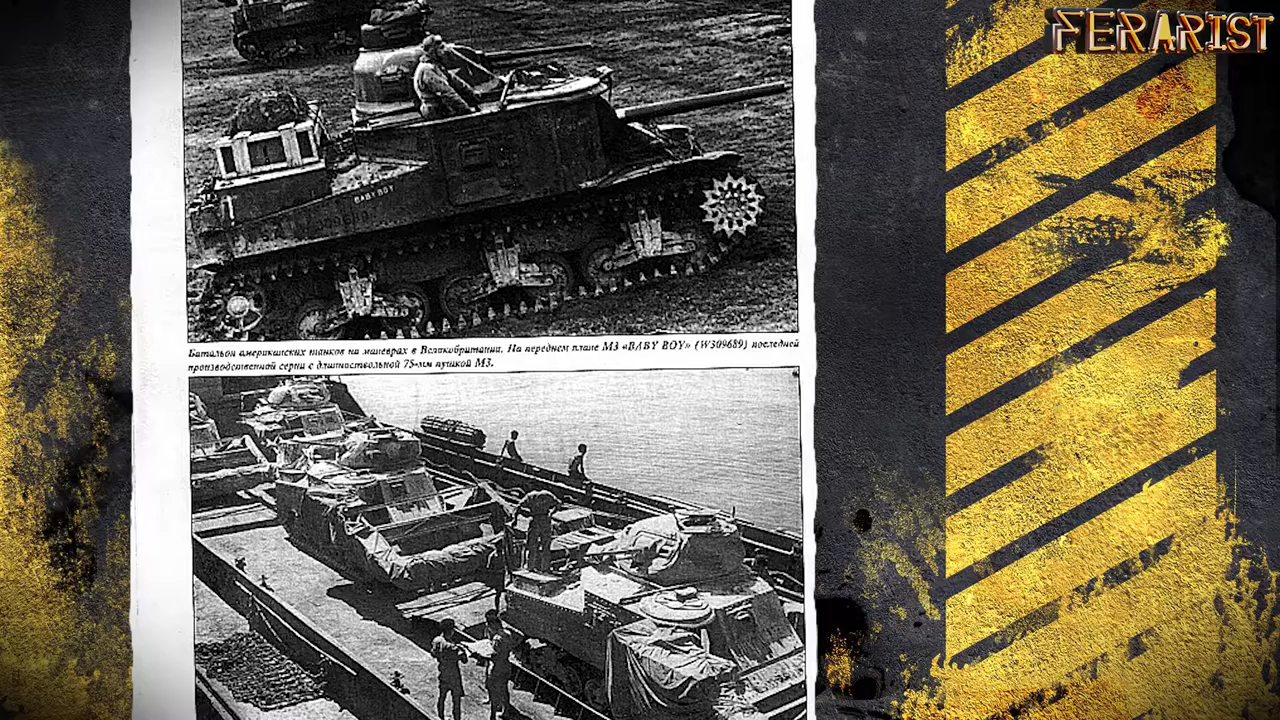 FERARIST
BABY BOY
Батальон американских танков на маневрах в Великобритании. На переднем плане М3 «BABY BOY» (W309689) последней
производственной серии с длинноствольной 75-мм пушкой М3.